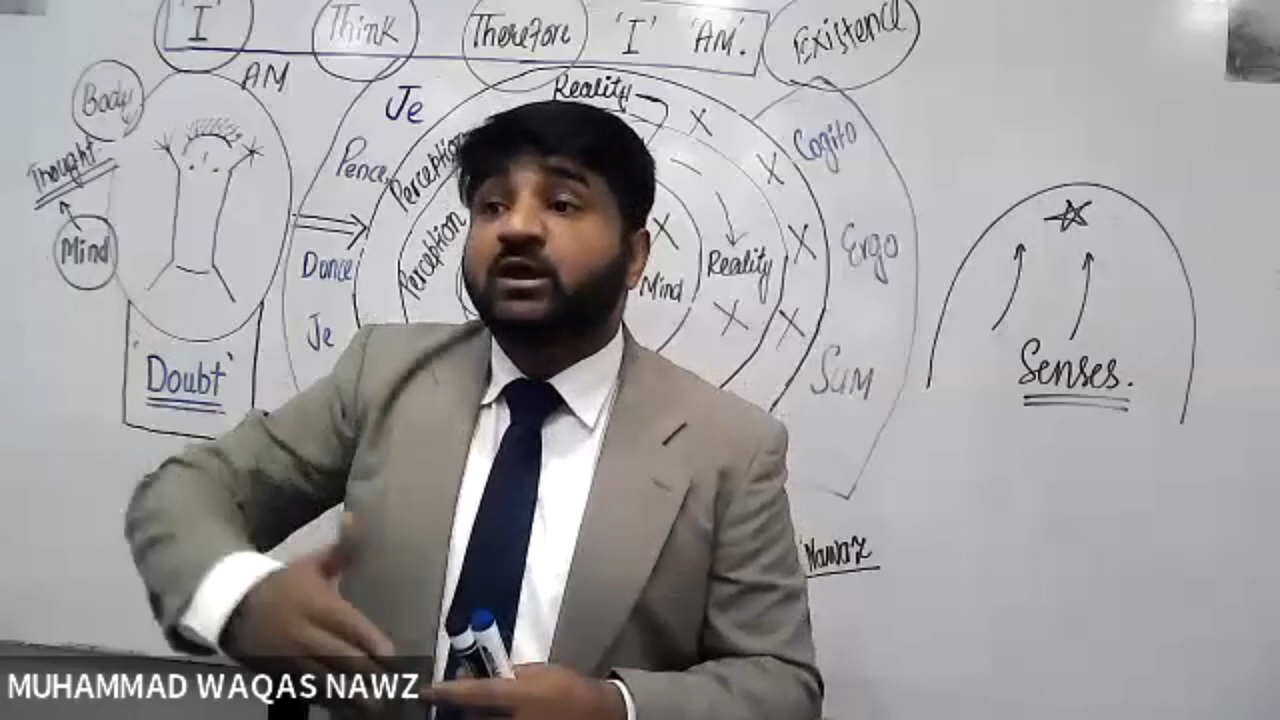 'I' Think Therefore 'I' 'AM'. Existence
AM
Body
Thought.
Mind
'Doubt'
Je
Pence
Donce
Je
Reality
Perception
Perception
Mind
Reality
Cogito
Ergo
Sum
Senses.
Nawaz
MUHAMMAD WAQAS NAWZ